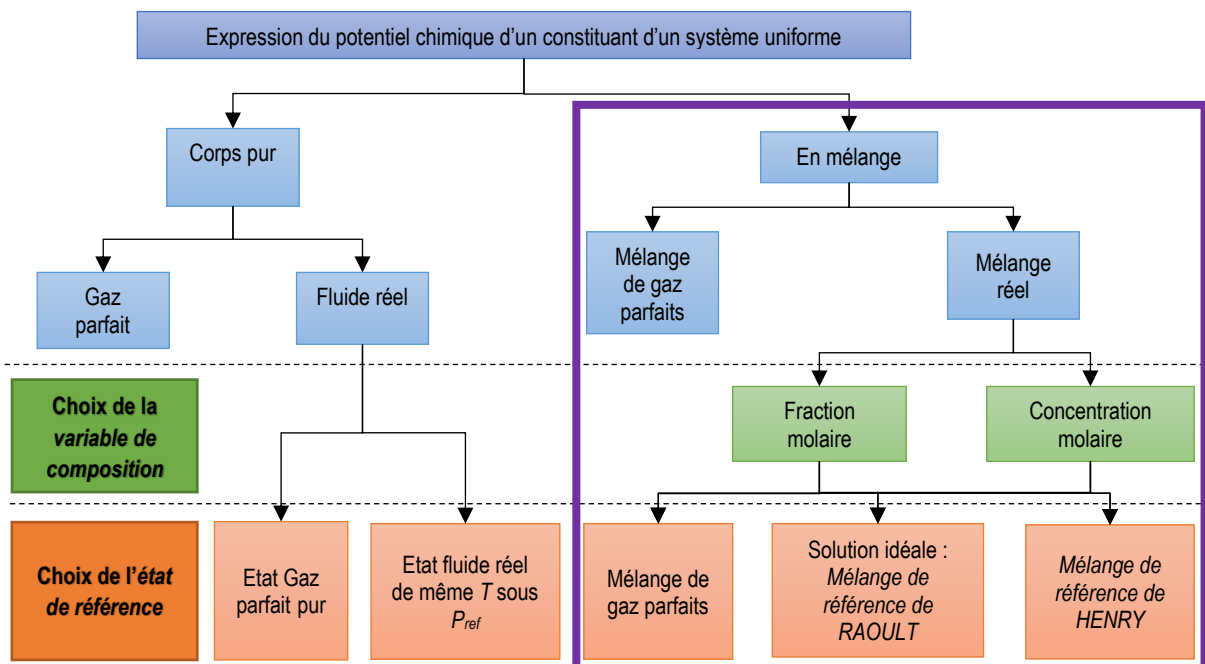 Expression du potentiel chimique d'un constituant d'un système uniforme
Corps pur
En mélange
Gaz
parfait
Fluide réel
Mélange
de gaz
parfaits
Mélange
réel
Choix de la
variable de
composition
Fraction
molaire
Concentration
molaire
Choix de l'état
de référence
Etat Gaz
parfait pur
Etat fluide réel
de même T sous
Pref
Mélange de
gaz parfaits
Solution idéale :
Mélange de
référence de
RAOULT
Mélange de
référence de
HENRY